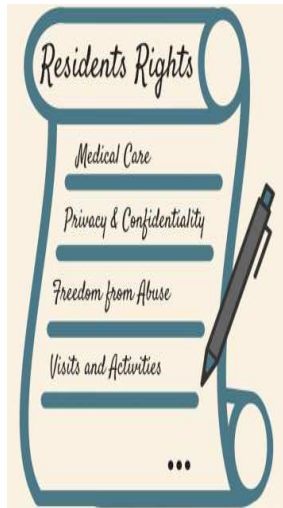 Residents Rights
Medical Care
Privacy & Confidentiality
Freedom from Abuse
Visits and Activities
...